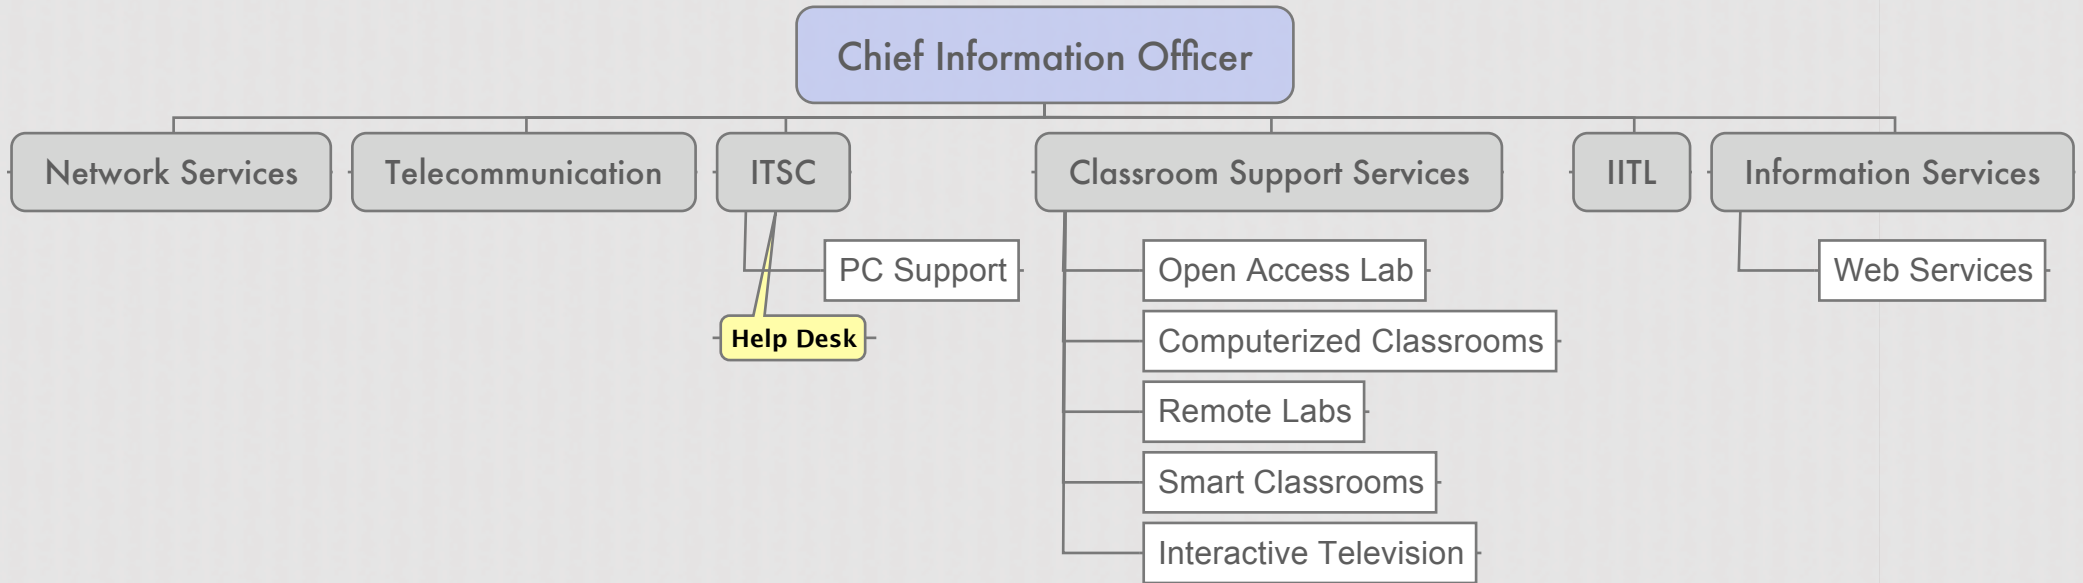 Chief Information Officer
Network Services
Telecommunication
ITSC
Classroom Support Services
IITL
Information Services
PC Support
Help Desk
Open Access Lab
Computerized Classrooms
Remote Labs
Smart Classrooms
Interactive Television
Web Services